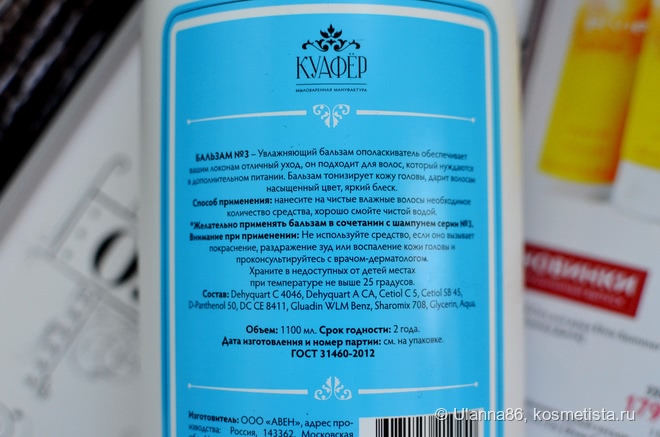 КУАФЁР
МЫЛОВАРЕННАЯ МАНУФАКТУРА
БАЛЬЗАМ №3 – Увлажняющий бальзам ополаскиватель обеспечивает
вашим локонам отличный уход, он подходит для волос, который нуждаются
в дополнительном питании. Бальзам тонизирует кожу головы, дарит волосам
насыщенный цвет, яркий блеск.
Способ применения: нанесите на чистые влажные волосы необходимое
количество средства, хорошо смойте чистой водой.
*Желательно применять бальзам в сочетании с шампунем серии №3.
Внимание при применении: Не используйте средство, если оно вызывает
покраснение, раздражение зуд или воспаление кожи головы и
проконсультируйтесь с врачом-дерматологом.
Храните в недоступных от детей местах
при температуре не выше 25 градусов.
Состав: Dehyquart C 4046, Dehyquart A CA, Cetiol C 5, Cetiol SB 45,
D-Panthenol 50, DC CE 8411, Gluadin WLM Benz, Sharomix 708, Glycerin, Aqua.
Объем: 1100 мл. Срок годности: 2 года.
Дата изготовления и номер партии: см. на упаковке.
ГОСТ 31460-2012
Изготовитель: ООО «АВЕН», адрес про-
изводства: Россия, 143362, Московская
НОВИНКИ
179
© Ulanna86, kosmetista.ru